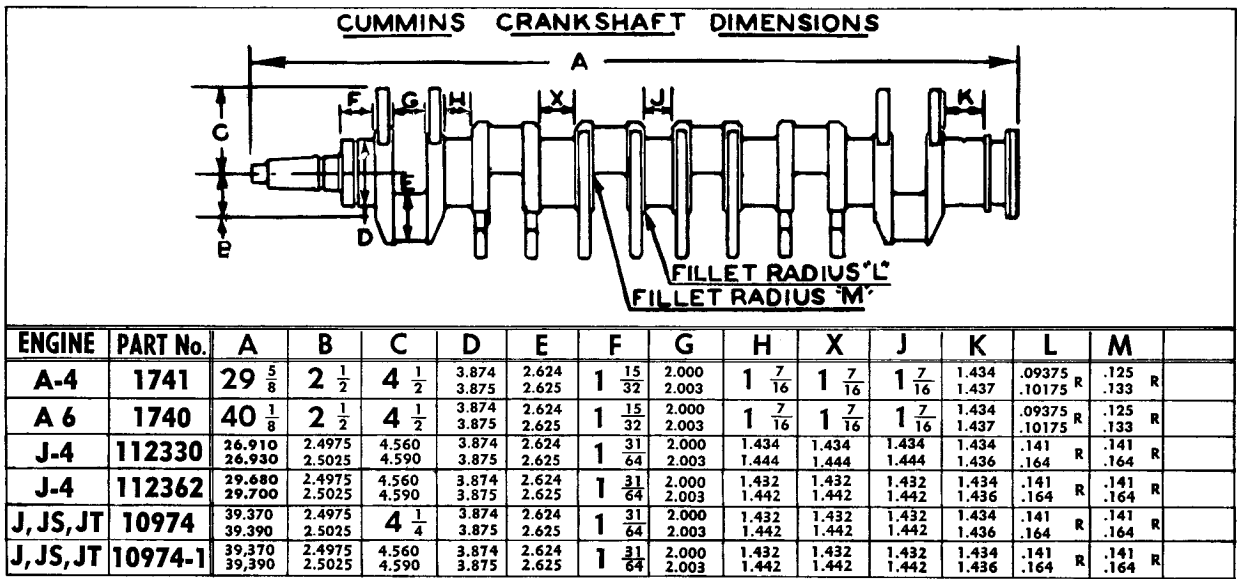 CUMMINS CRANKSHAFT DIMENSIONS
A
F G H X J K
C
E
D
B
FILLET RADIUS "L"
FILLET RADIUS "M"
ENGINE PART No. A B C D E F G H X J K L M
A-4 1741 29 5/8 2 1/2 4 1/2 3.874 3.875 2.624 2.625 1 15/32 2.000 2.003 1 7/16 1 7/16 1 7/16 1.434 1.437 .09375 .10175 R .125 .133 R
A 6 1740 40 1/8 2 1/2 4 1/2 3.874 3.875 2.624 2.625 1 15/32 2.000 2.003 1 7/16 1 7/16 1 7/16 1.434 1.437 .09375 .10175 R .125 .133 R
J-4 112330 26.910 26.930 2.4975 2.5025 4.560 4.590 3.874 3.875 2.624 2.625 1 31/64 2.000 2.003 1.434 1.444 1.434 1.444 1.434 1.444 1.434 1.436 .141 .164 R .141 .164 R
J-4 112362 29.680 29.700 2.4975 2.5025 4.560 4.590 3.874 3.875 2.624 2.625 1 31/64 2.000 2.003 1.432 1.442 1.432 1.442 1.432 1.442 1.434 1.436 .141 .164 R .141 .164 R
J, JS, JT 10974 39.370 39.390 2.4975 2.5025 4 1/4 3.874 3.875 2.624 2.625 1 31/64 2.000 2.003 1.432 1.442 1.432 1.442 1.432 1.442 1.434 1.436 .141 .164 R .141 .164 R
J, JS, JT 10974-1 39,370 39,390 2.4975 2.5025 4.560 4.590 3.874 3.875 2.624 2.625 1 31/64 2.000 2.003 1.432 1.442 1.432 1.442 1.432 1.442 1.434 1.436 .141 .164 R .141 .164 R